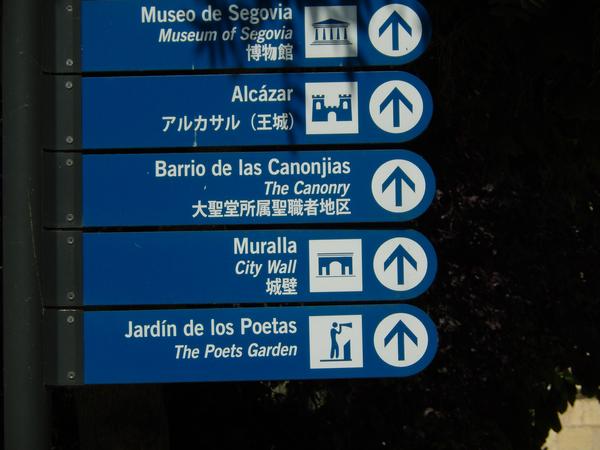 Museo de Segovia
Museum of Segovia
博物館
Alcázar
アルカサル（王城）
Barrio de las Canonjias
The Canonry
大聖堂所属聖職者地区
Muralla
City Wall
城壁
Jardín de los Poetas
The Poets Garden